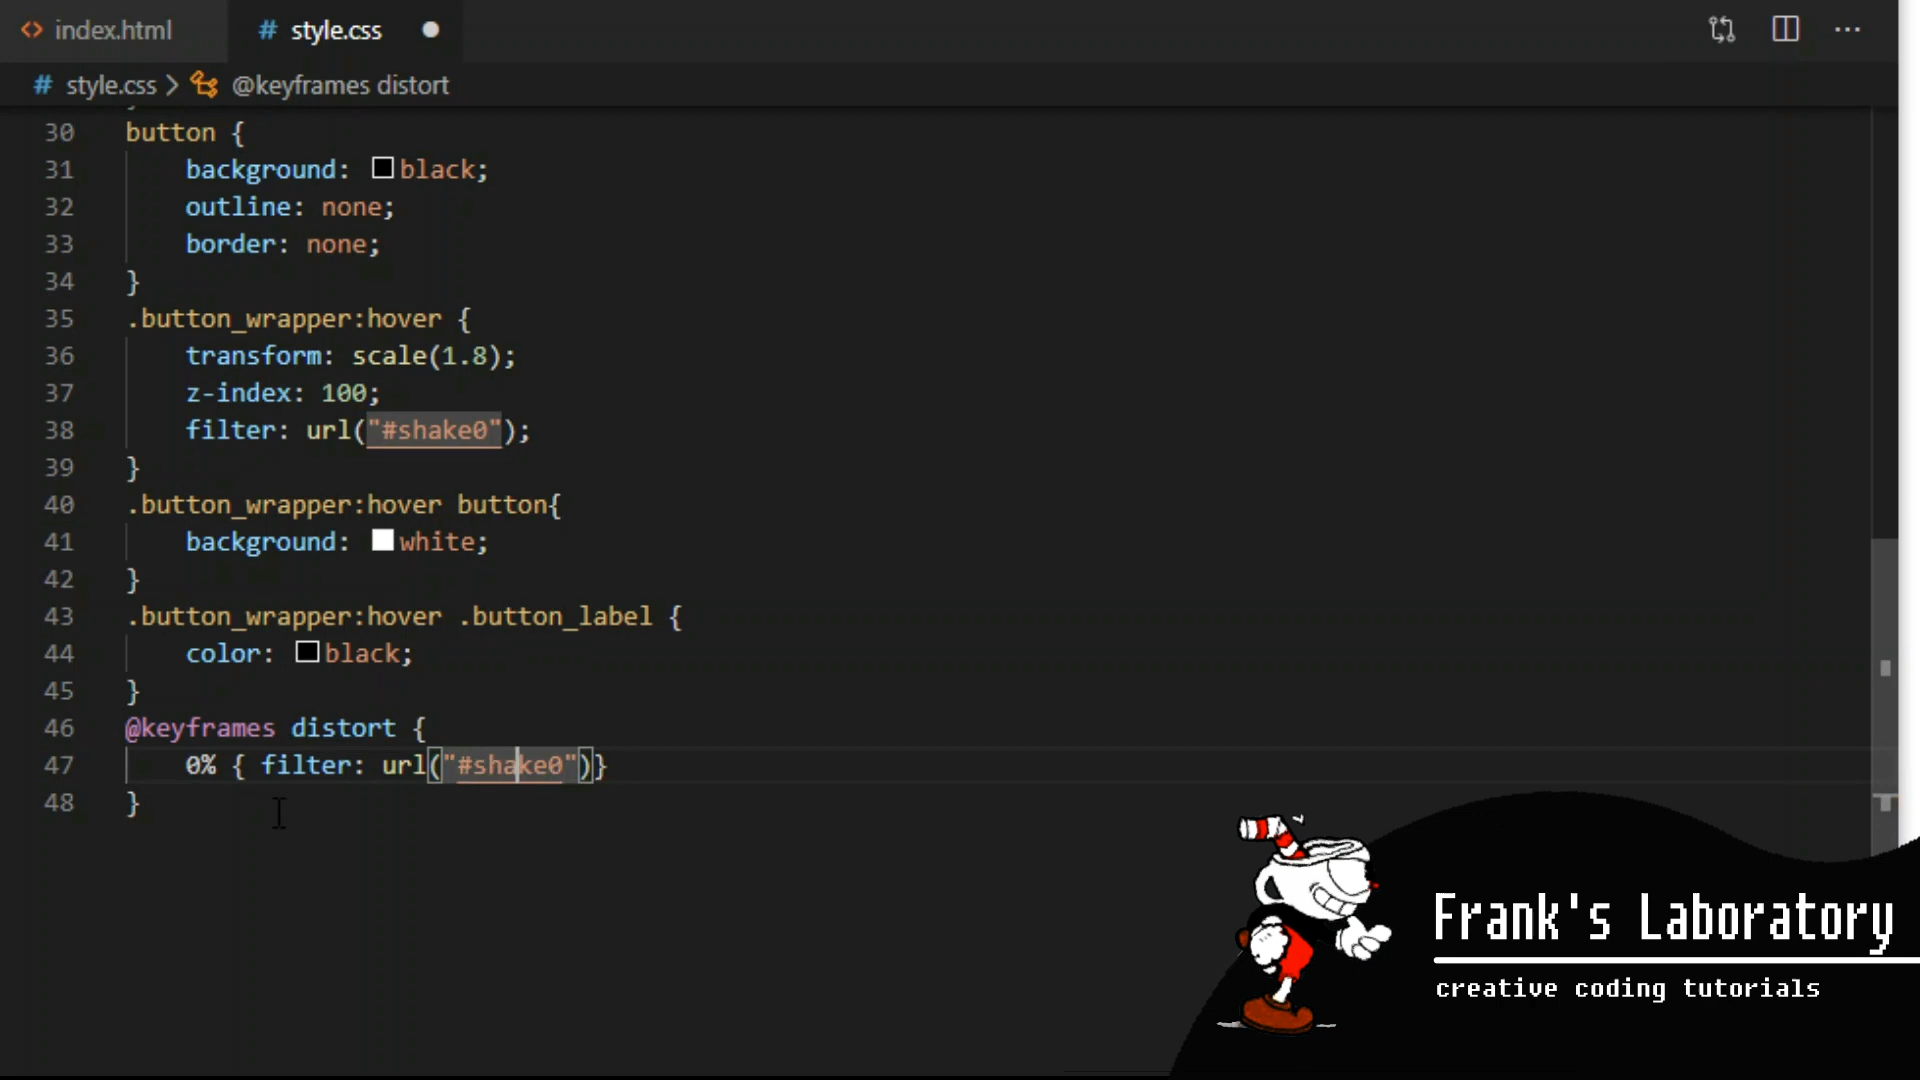 index.html
style.css
style.css > @keyframes distort
30 button {
31     background: black;
32     outline: none;
33     border: none;
34 }
35 .button_wrapper:hover {
36     transform: scale(1.8);
37     z-index: 100;
38     filter: url("#shake0");
39 }
40 .button_wrapper:hover button{
41     background: white;
42 }
43 .button_wrapper:hover .button_label {
44     color: black;
45 }
46 @keyframes distort {
47     0% { filter: url("#shake0")}
48 }
Frank's Laboratory
creative coding tutorials